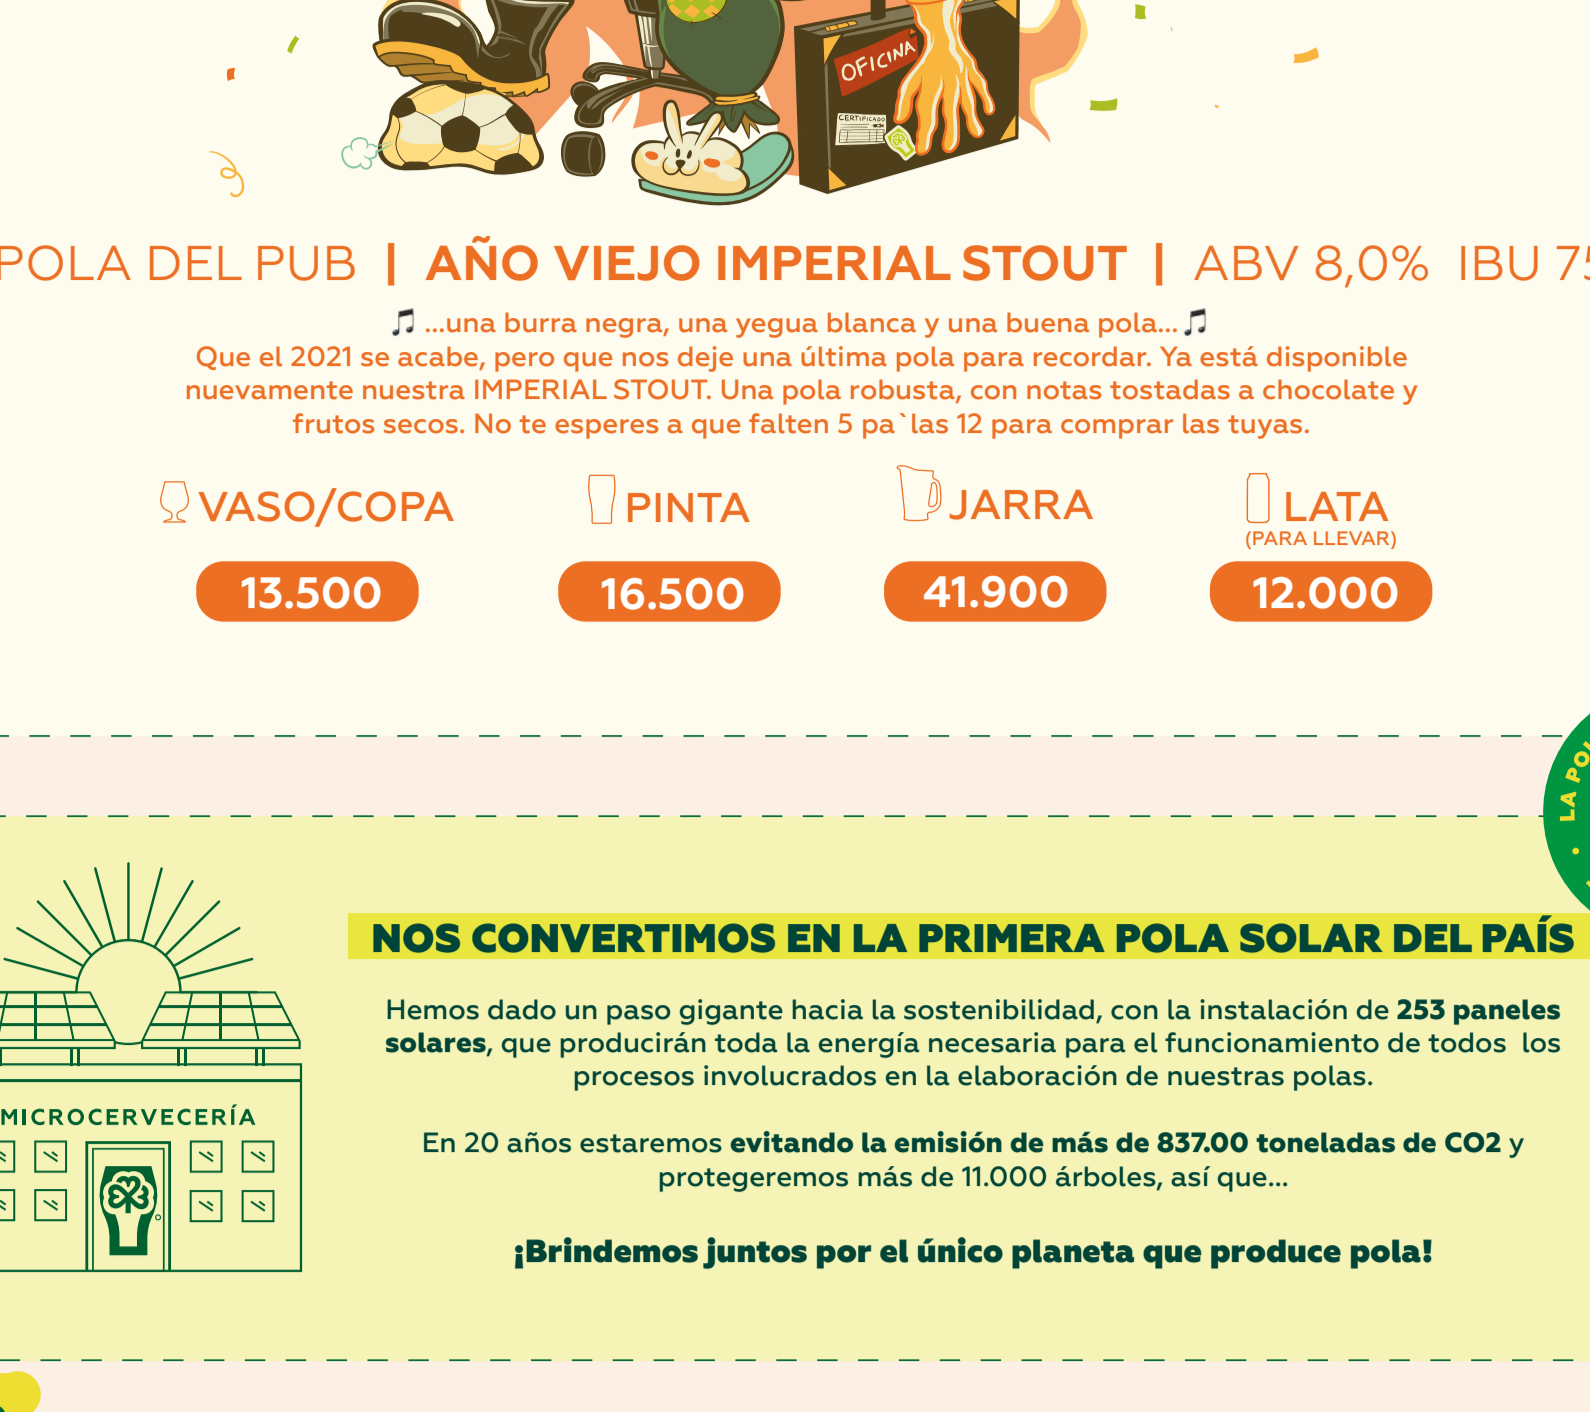 OFICINA
CERTIFICADO
POLA DEL PUB | AÑO VIEJO IMPERIAL STOUT | ABV 8,0% IBU 75
🎵 ...una burra negra, una yegua blanca y una buena pola... 🎵
Que el 2021 se acabe, pero que nos deje una última pola para recordar. Ya está disponible
nuevamente nuestra IMPERIAL STOUT. Una pola robusta, con notas tostadas a chocolate y
frutos secos. No te esperes a que falten 5 pa`las 12 para comprar las tuyas.
VASO/COPA
PINTA
JARRA
LATA
(PARA LLEVAR)
13.500
16.500
41.900
12.000
LA
NOS CONVERTIMOS EN LA PRIMERA POLA SOLAR DEL PAÍS
Hemos dado un paso gigante hacia la sostenibilidad, con la instalación de 253 paneles
solares, que producirán toda la energía necesaria para el funcionamiento de todos los
procesos involucrados en la elaboración de nuestras polas.
MICROCERVECERÍA
En 20 años estaremos evitando la emisión de más de 837.00 toneladas de CO2 y
protegeremos más de 11.000 árboles, así que...
¡Brindemos juntos por el único planeta que produce pola!